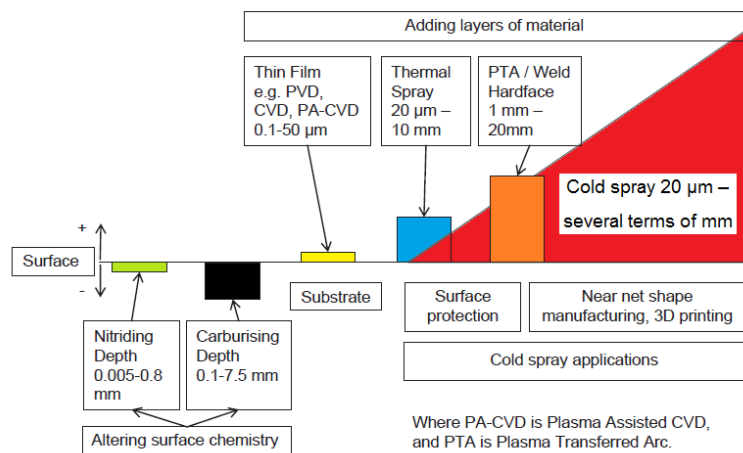 Adding layers of material
Thin Film
e.g. PVD,
CVD, PA-CVD
0.1-50 µm
Thermal
Spray
20 µm –
10 mm
PTA / Weld
Hardface
1 mm –
20mm
Cold spray 20 µm –
several terms of mm
+
Surface
-
Substrate
Surface
protection
Near net shape
manufacturing, 3D printing
Nitriding
Depth
0.005-0.8
mm
Carburising
Depth
0.1-7.5 mm
Cold spray applications
Altering surface chemistry
Where PA-CVD is Plasma Assisted CVD,
and PTA is Plasma Transferred Arc.